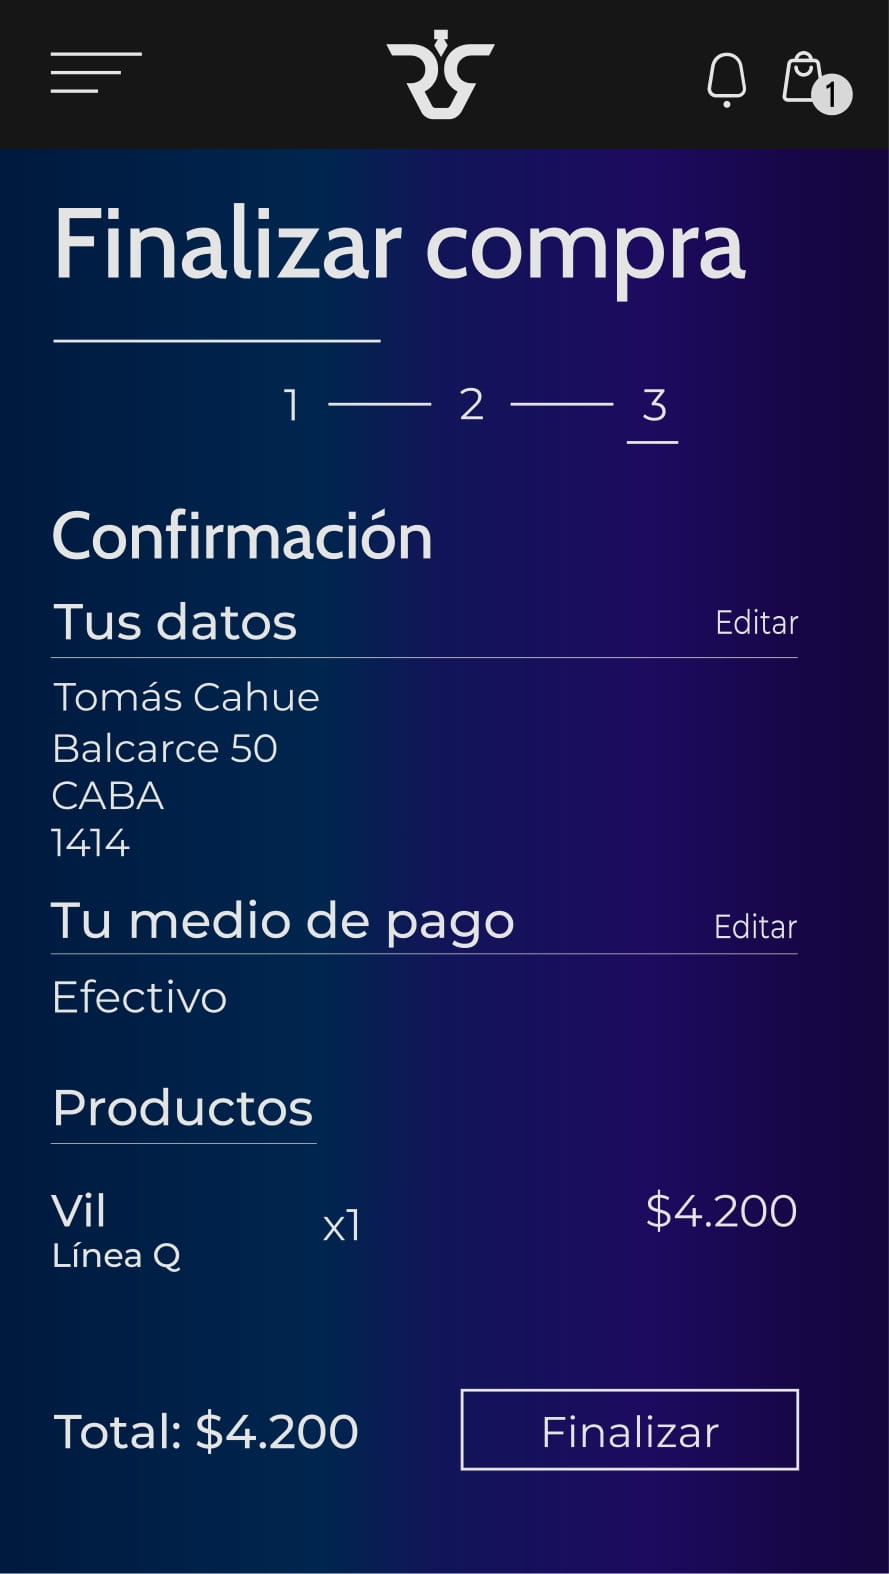 1
Finalizar compra
1 2 3
Confirmación
Tus datos Editar
Tomás Cahue
Balcarce 50
CABA
1414
Tu medio de pago Editar
Efectivo
Productos
Vil x1 $4.200
Línea Q
Total: $4.200 Finalizar